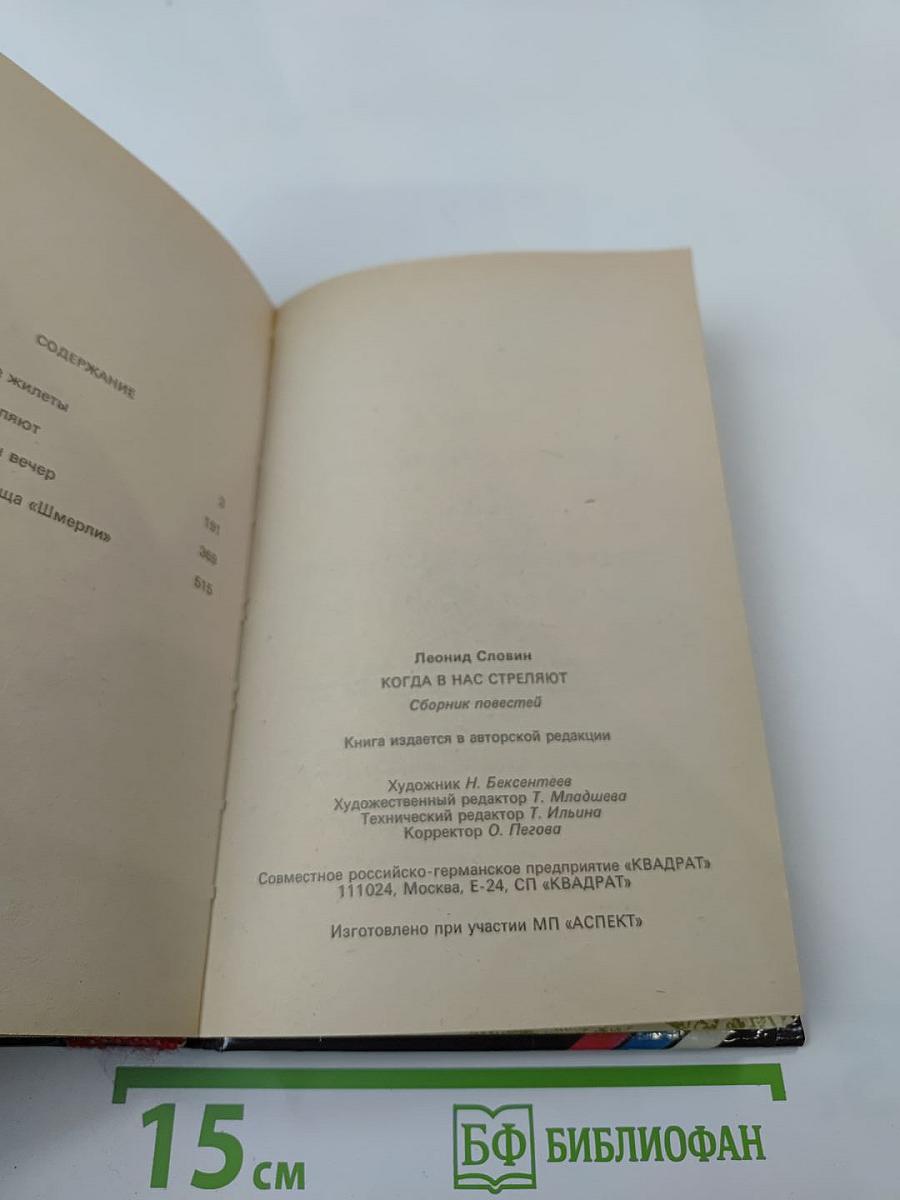 СОДЕРЖАНИЕ
жилеты
3
191
вечер
369
«Шмерли»
515
Леонид Словин
КОГДА В НАС СТРЕЛЯЮТ
Сборник повестей
Книга издается в авторской редакции
Художник Н. Бексентеев
Художественный редактор Т. Младшева
Технический редактор Т. Ильина
Корректор О. Пегова
Совместное российско-германское предприятие «КВАДРАТ»
111024, Москва, Е-24, СП «КВАДРАТ»
Изготовлено при участии МП «АСПЕКТ»
15 см
БФ БИБЛИОФАН